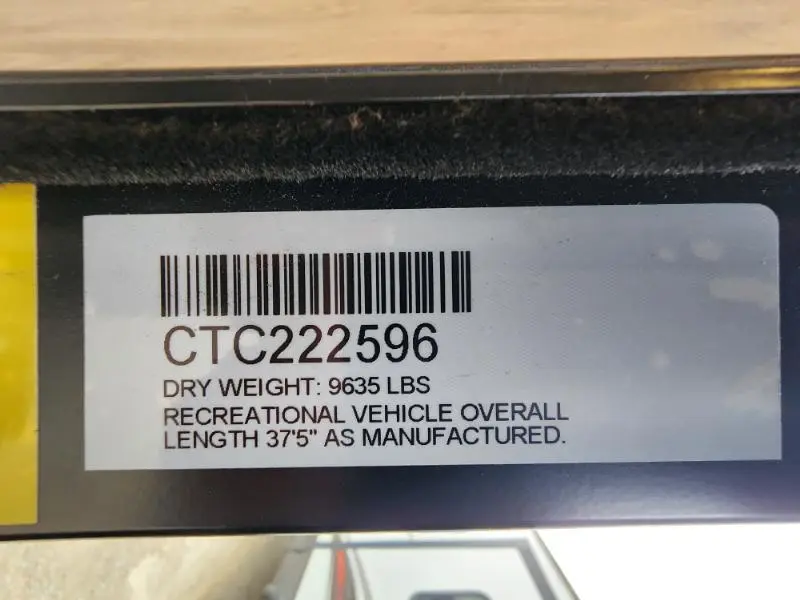 CTC222596
DRY WEIGHT: 9635 LBS
RECREATIONAL VEHICLE OVERALL
LENGTH 37'5" AS MANUFACTURED.